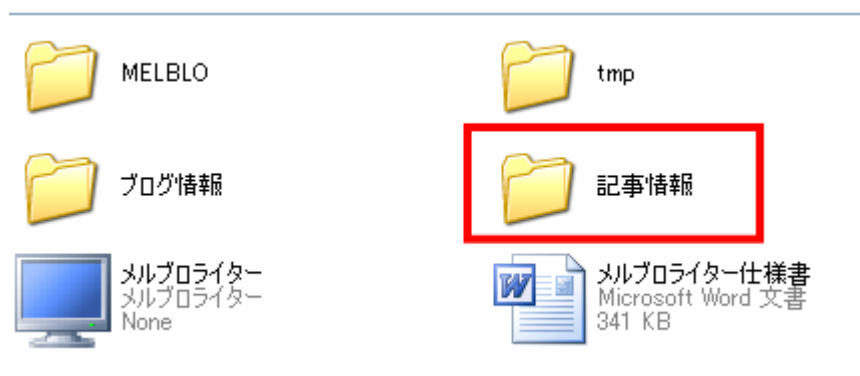 MELBLO
tmp
ブログ情報
記事情報
メルブロライター
メルブロライター
None
メルブロライター仕様書
Microsoft Word 文書
341 KB